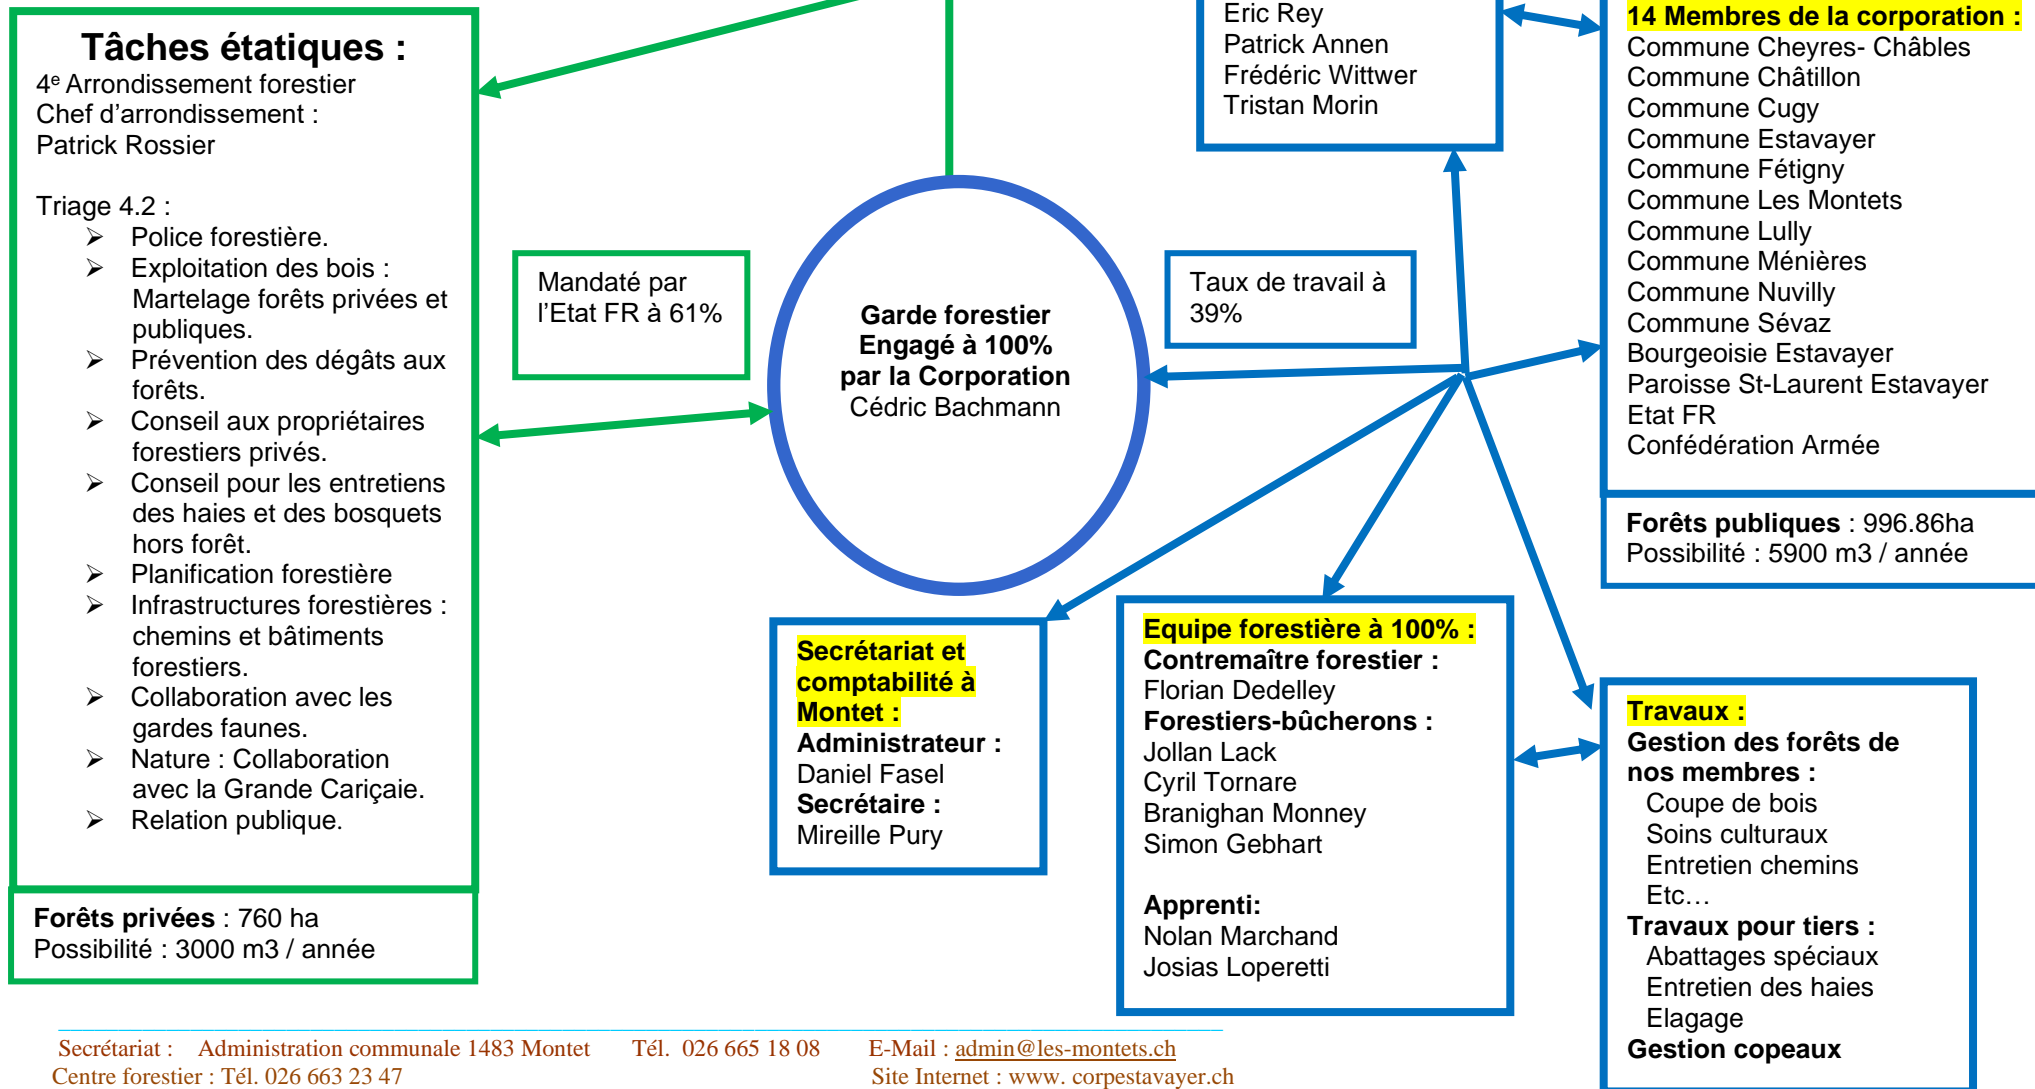 Tâches étatiques :
4e Arrondissement forestier
Chef d'arrondissement :
Patrick Rossier
Triage 4.2 :
➢ Police forestière.
➢ Exploitation des bois :
Martelage forêts privées et
publiques.
➢ Prévention des dégâts aux
forêts.
➢ Conseil aux propriétaires
forestiers privés.
➢ Conseil pour les entretiens
des haies et des bosquets
hors forêt.
➢ Planification forestière
➢ Infrastructures forestières :
chemins et bâtiments
forestiers.
➢ Collaboration avec les
gardes faunes.
➢ Nature : Collaboration
avec la Grande Cariçaie.
➢ Relation publique.
Forêts privées : 760 ha
Possibilité : 3000 m3 / année
Mandaté par
l'Etat FR à 61%
Garde forestier
Engagé à 100%
par la Corporation
Cédric Bachmann
Taux de travail à
39%
Eric Rey
Patrick Annen
Frédéric Wittwer
Tristan Morin
14 Membres de la corporation :
Commune Cheyres- Châbles
Commune Châtillon
Commune Cugy
Commune Estavayer
Commune Fétigny
Commune Les Montets
Commune Lully
Commune Ménières
Commune Nuvilly
Commune Sévaz
Bourgeoisie Estavayer
Paroisse St-Laurent Estavayer
Etat FR
Confédération Armée
Forêts publiques : 996.86ha
Possibilité : 5900 m3 / année
Secrétariat et
comptabilité à
Montet :
Administrateur :
Daniel Fasel
Secrétaire :
Mireille Pury
Equipe forestière à 100% :
Contremaître forestier :
Florian Dedelley
Forestiers-bûcherons :
Jollan Lack
Cyril Tornare
Branighan Monney
Simon Gebhart
Apprenti:
Nolan Marchand
Josias Loperetti
Travaux :
Gestion des forêts de
nos membres :
Coupe de bois
Soins culturaux
Entretien chemins
Etc…
Travaux pour tiers :
Abattages spéciaux
Entretien des haies
Elagage
Gestion copeaux
Secrétariat : Administration communale 1483 Montet Tél. 026 665 18 08 E-Mail : admin@les-montets.ch
Centre forestier : Tél. 026 663 23 47 Site Internet : www. corpestavayer.ch